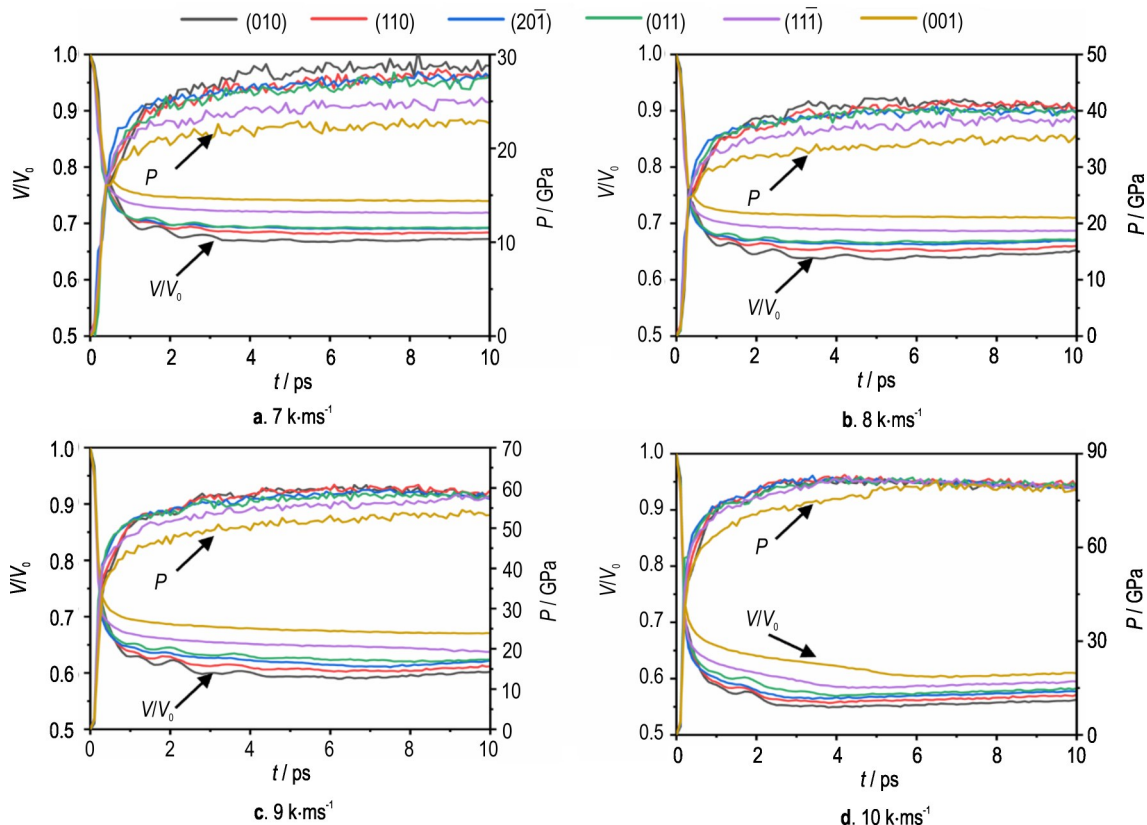 (010) (110) (201̅) (011) (11̅1̅) (001)
1.0 0.9 0.8 0.7 0.6 0.5
V/V₀
P
V/V₀
30 20 10 0
P / GPa
0 2 4 6 8 10
t / ps
a. 7 k·ms⁻¹
1.0 0.9 0.8 0.7 0.6 0.5
V/V₀
P
V/V₀
50 40 30 20 10 0
P / GPa
0 2 4 6 8 10
t / ps
b. 8 k·ms⁻¹
1.0 0.9 0.8 0.7 0.6 0.5
V/V₀
P
V/V₀
70 60 50 40 30 20 10 0
P / GPa
0 2 4 6 8 10
t / ps
c. 9 k·ms⁻¹
1.0 0.9 0.8 0.7 0.6 0.5
V/V₀
P
V/V₀
90 60 30 0
P / GPa
0 2 4 6 8 10
t / ps
d. 10 k·ms⁻¹